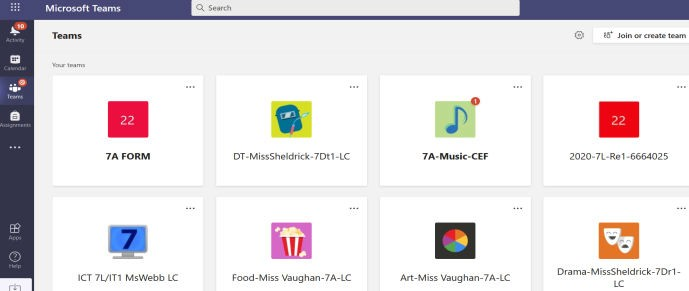 Microsoft Teams
Search
10
Activity
Calendar
Teams
Assignments
Apps
Help
Teams
Join or create team
Your teams
22
7A FORM
DT-MissSheldrick-7Dt1-LC
1
7A-Music-CEF
22
2020-7L-Re1-6664025
7
ICT 7L/IT1 MsWebb LC
Food-Miss Vaughan-7A-LC
Art-Miss Vaughan-7A-LC
Drama-MissSheldrick-7Dr1-
LC